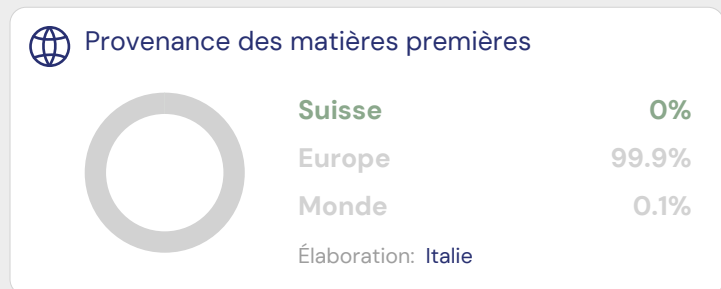 Provenance des matières premières
Suisse 0%
Europe 99.9%
Monde 0.1%
Élaboration: Italie